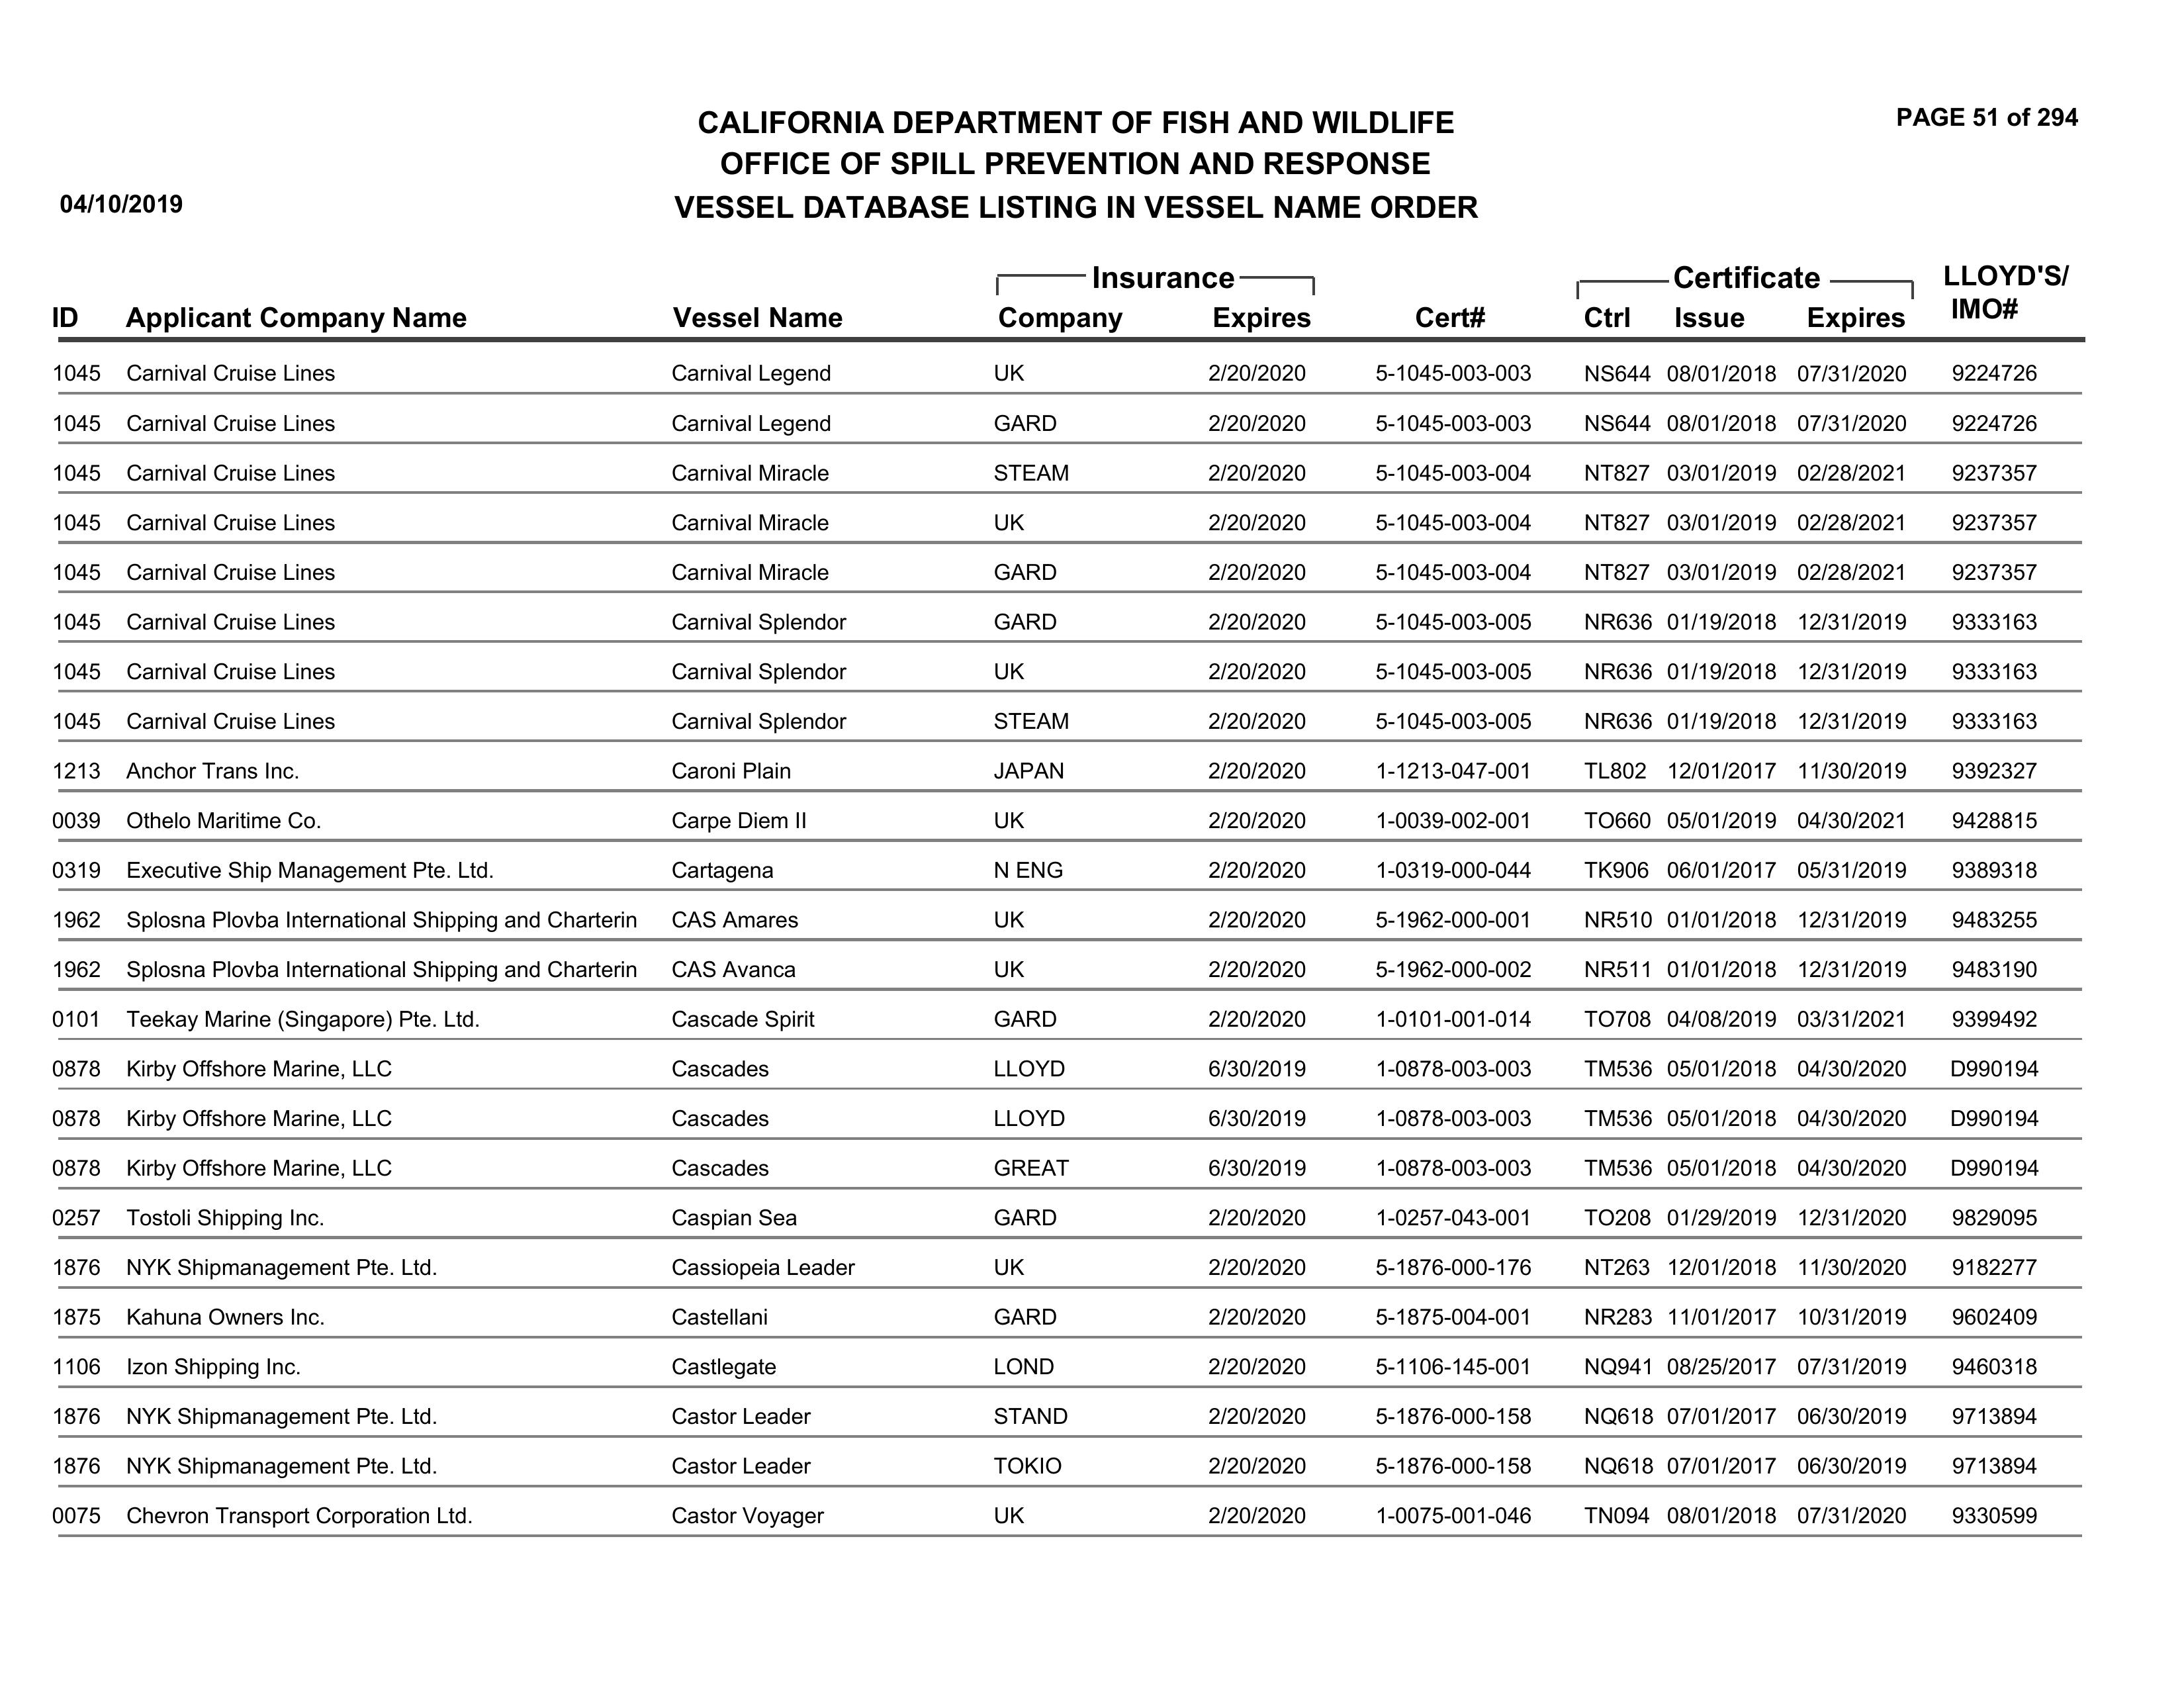 PAGE 51 of 294
CALIFORNIA DEPARTMENT OF FISH AND WILDLIFE
OFFICE OF SPILL PREVENTION AND RESPONSE
04/10/2019 VESSEL DATABASE LISTING IN VESSEL NAME ORDER
Insurance Certificate LLOYD'S/
ID Applicant Company Name Vessel Name Company Expires Cert# Ctrl Issue Expires IMO#
1045 Carnival Cruise Lines Carnival Legend UK 2/20/2020 5-1045-003-003 NS644 08/01/2018 07/31/2020 9224726
1045 Carnival Cruise Lines Carnival Legend GARD 2/20/2020 5-1045-003-003 NS644 08/01/2018 07/31/2020 9224726
1045 Carnival Cruise Lines Carnival Miracle STEAM 2/20/2020 5-1045-003-004 NT827 03/01/2019 02/28/2021 9237357
1045 Carnival Cruise Lines Carnival Miracle UK 2/20/2020 5-1045-003-004 NT827 03/01/2019 02/28/2021 9237357
1045 Carnival Cruise Lines Carnival Miracle GARD 2/20/2020 5-1045-003-004 NT827 03/01/2019 02/28/2021 9237357
1045 Carnival Cruise Lines Carnival Splendor GARD 2/20/2020 5-1045-003-005 NR636 01/19/2018 12/31/2019 9333163
1045 Carnival Cruise Lines Carnival Splendor UK 2/20/2020 5-1045-003-005 NR636 01/19/2018 12/31/2019 9333163
1045 Carnival Cruise Lines Carnival Splendor STEAM 2/20/2020 5-1045-003-005 NR636 01/19/2018 12/31/2019 9333163
1213 Anchor Trans Inc. Caroni Plain JAPAN 2/20/2020 1-1213-047-001 TL802 12/01/2017 11/30/2019 9392327
0039 Othelo Maritime Co. Carpe Diem II UK 2/20/2020 1-0039-002-001 TO660 05/01/2019 04/30/2021 9428815
0319 Executive Ship Management Pte. Ltd. Cartagena N ENG 2/20/2020 1-0319-000-044 TK906 06/01/2017 05/31/2019 9389318
1962 Splosna Plovba International Shipping and Charterin CAS Amares UK 2/20/2020 5-1962-000-001 NR510 01/01/2018 12/31/2019 9483255
1962 Splosna Plovba International Shipping and Charterin CAS Avanca UK 2/20/2020 5-1962-000-002 NR511 01/01/2018 12/31/2019 9483190
0101 Teekay Marine (Singapore) Pte. Ltd. Cascade Spirit GARD 2/20/2020 1-0101-001-014 TO708 04/08/2019 03/31/2021 9399492
0878 Kirby Offshore Marine, LLC Cascades LLOYD 6/30/2019 1-0878-003-003 TM536 05/01/2018 04/30/2020 D990194
0878 Kirby Offshore Marine, LLC Cascades LLOYD 6/30/2019 1-0878-003-003 TM536 05/01/2018 04/30/2020 D990194
0878 Kirby Offshore Marine, LLC Cascades GREAT 6/30/2019 1-0878-003-003 TM536 05/01/2018 04/30/2020 D990194
0257 Tostoli Shipping Inc. Caspian Sea GARD 2/20/2020 1-0257-043-001 TO208 01/29/2019 12/31/2020 9829095
1876 NYK Shipmanagement Pte. Ltd. Cassiopeia Leader UK 2/20/2020 5-1876-000-176 NT263 12/01/2018 11/30/2020 9182277
1875 Kahuna Owners Inc. Castellani GARD 2/20/2020 5-1875-004-001 NR283 11/01/2017 10/31/2019 9602409
1106 Izon Shipping Inc. Castlegate LOND 2/20/2020 5-1106-145-001 NQ941 08/25/2017 07/31/2019 9460318
1876 NYK Shipmanagement Pte. Ltd. Castor Leader STAND 2/20/2020 5-1876-000-158 NQ618 07/01/2017 06/30/2019 9713894
1876 NYK Shipmanagement Pte. Ltd. Castor Leader TOKIO 2/20/2020 5-1876-000-158 NQ618 07/01/2017 06/30/2019 9713894
0075 Chevron Transport Corporation Ltd. Castor Voyager UK 2/20/2020 1-0075-001-046 TN094 08/01/2018 07/31/2020 9330599